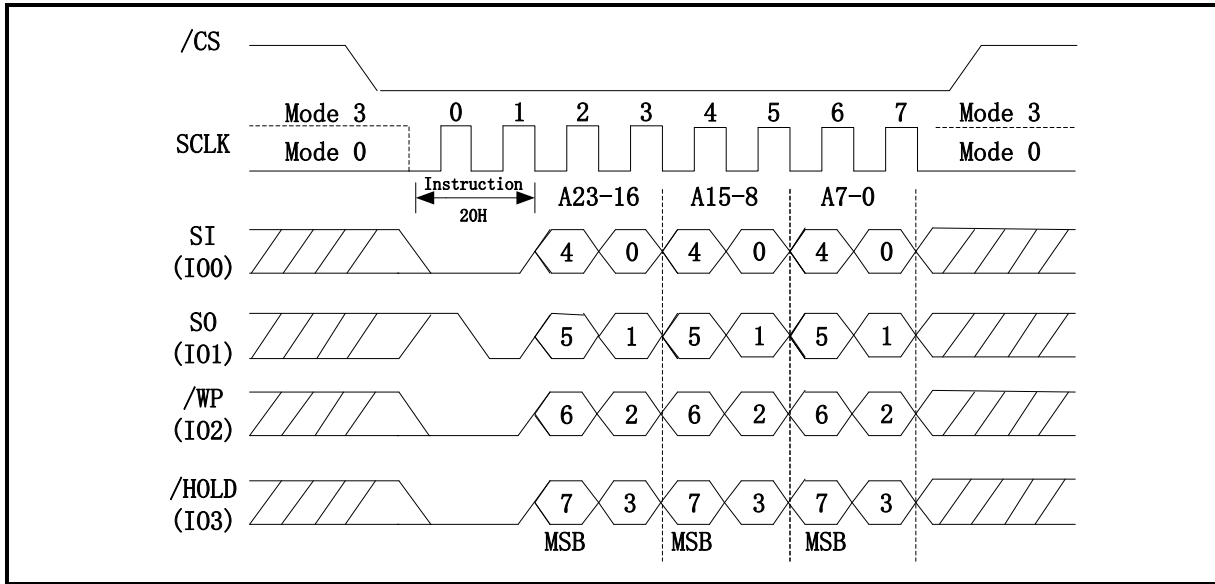 /CS
Mode 3 0 1 2 3 4 5 6 7 Mode 3
SCLK
Mode 0 Mode 0
Instruction
A23-16 A15-8 A7-0
20H
SI
(IO0)
4 0 4 0 4 0
SO
(IO1)
5 1 5 1 5 1
/WP
(IO2)
6 2 6 2 6 2
/HOLD
(IO3)
7 3 7 3 7 3
MSB MSB MSB